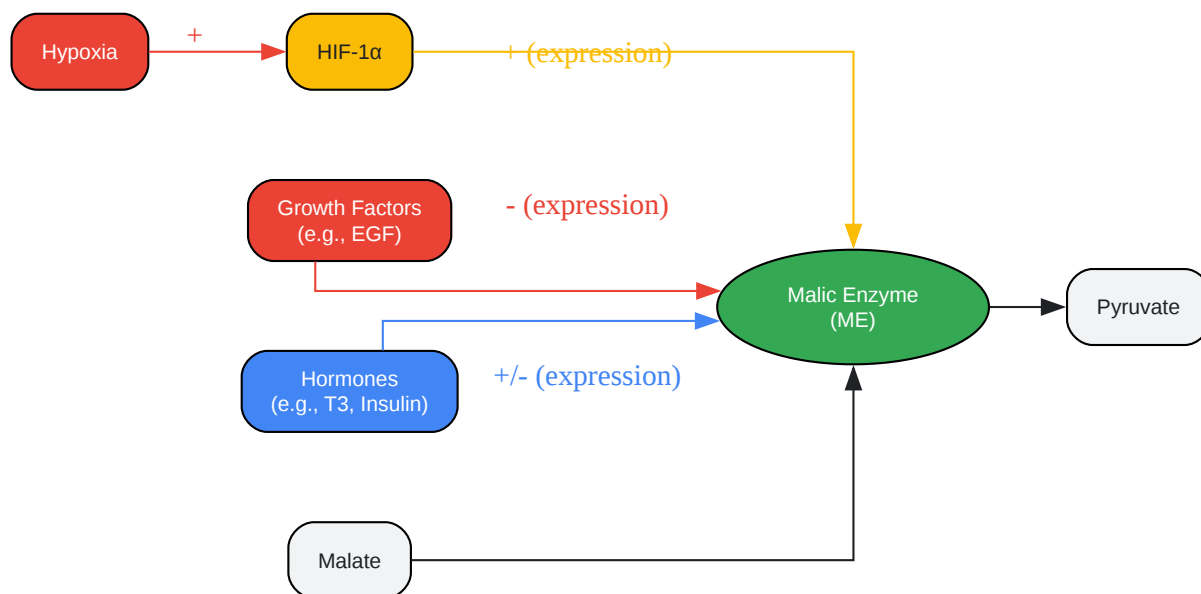 +
Hypoxia
HIF-1α
+ (expression)
Growth Factors
(e.g., EGF)
- (expression)
Malic Enzyme
(ME)
Pyruvate
Hormones
(e.g., T3, Insulin)
+/- (expression)
Malate